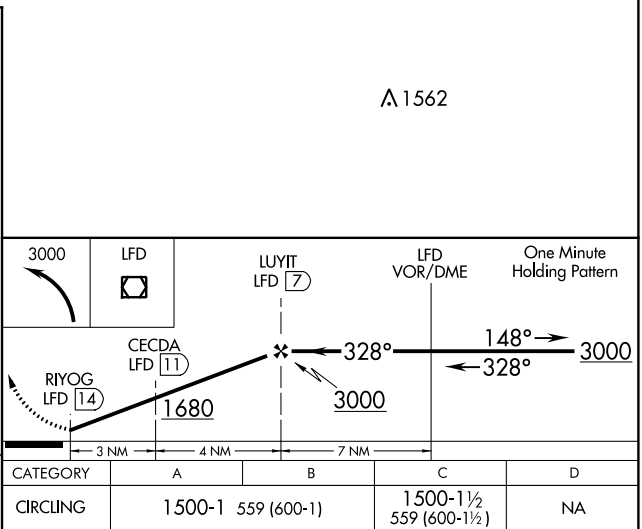 1562
3000
LFD
LUYIT
LFD 7
LFD
VOR/DME
One Minute
Holding Pattern
CECDA
LFD 11
328°
148°
328°
3000
RIYOG
LFD 14
1680
3000
3 NM
4 NM
7 NM
CATEGORY A B C D
CIRCLING 1500-1 559 (600-1) 1500-1½ NA
559 (600-1½)